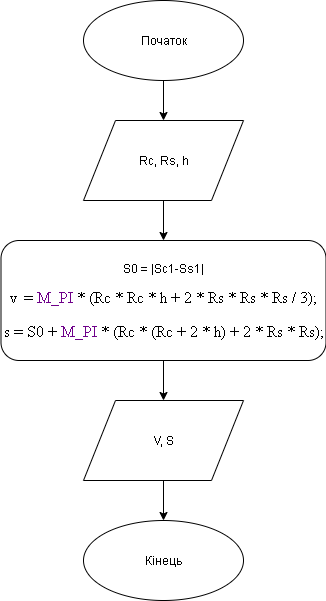 Початок
Rc, Rs, h
S0 = |Sc1-Ss1|
v = M_PI * (Rc * Rc * h + 2 * Rs * Rs * Rs / 3);
s = S0 + M_PI * (Rc * (Rc + 2 * h) + 2 * Rs * Rs);
V, S
Кінець